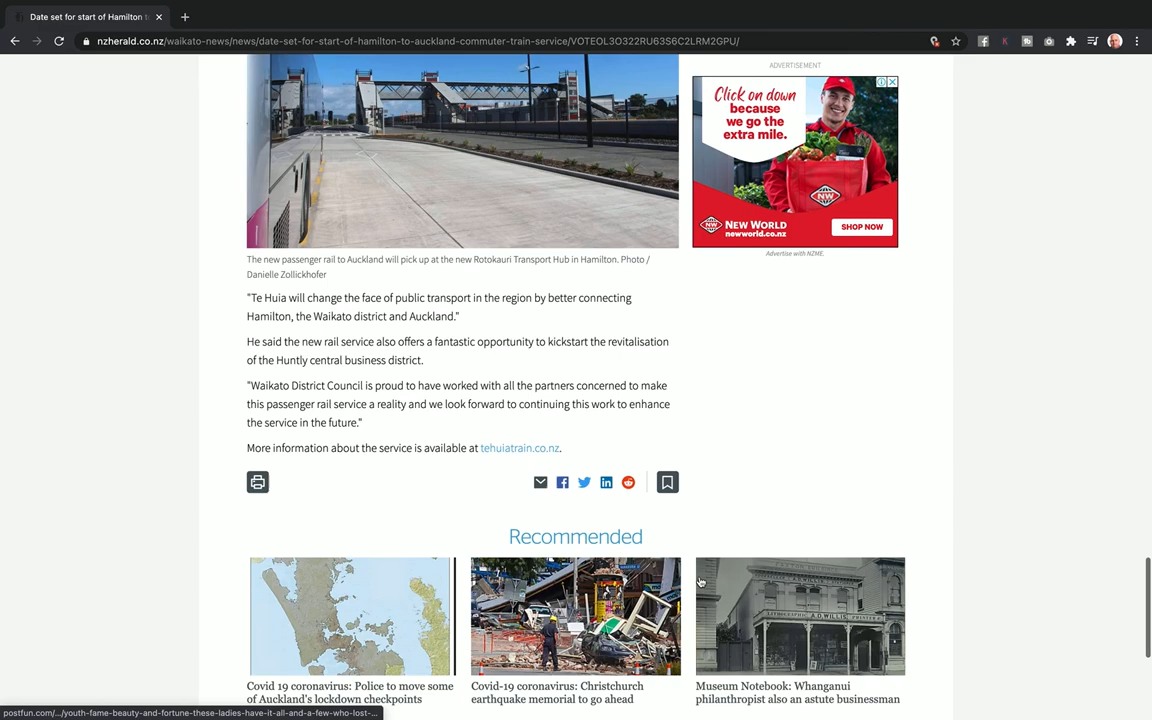 Date set for start of Hamilton to
nzherald.co.nz/waikato-news/news/date-set-for-start-of-hamilton-to-auckland-commuter-train-service/VOTEOL3O322RU63S6C2LRM2GPU/
ADVERTISEMENT
Click on down
because
we go the
extra mile.
NW
NW
NEW WORLD
newworld.co.nz
SHOP NOW
Advertise with NZME.
The new passenger rail to Auckland will pick up at the new Rotokauri Transport Hub in Hamilton. Photo /
Danielle Zollickhofer
"Te Huia will change the face of public transport in the region by better connecting
Hamilton, the Waikato district and Auckland."
He said the new rail service also offers a fantastic opportunity to kickstart the revitalisation
of the Huntly central business district.
"Waikato District Council is proud to have worked with all the partners concerned to make
this passenger rail service a reality and we look forward to continuing this work to enhance
the service in the future."
More information about the service is available at tehuiatrain.co.nz.
Recommended
A.D. WILLIS
Covid 19 coronavirus: Police to move some
of Auckland's lockdown checkpoints
Covid-19 coronavirus: Christchurch
earthquake memorial to go ahead
Museum Notebook: Whanganui
philanthropist also an astute businessman
postfun.com/.../youth-fame-beauty-and-fortune-these-ladies-have-it-all-and-a-few-who-lost-...